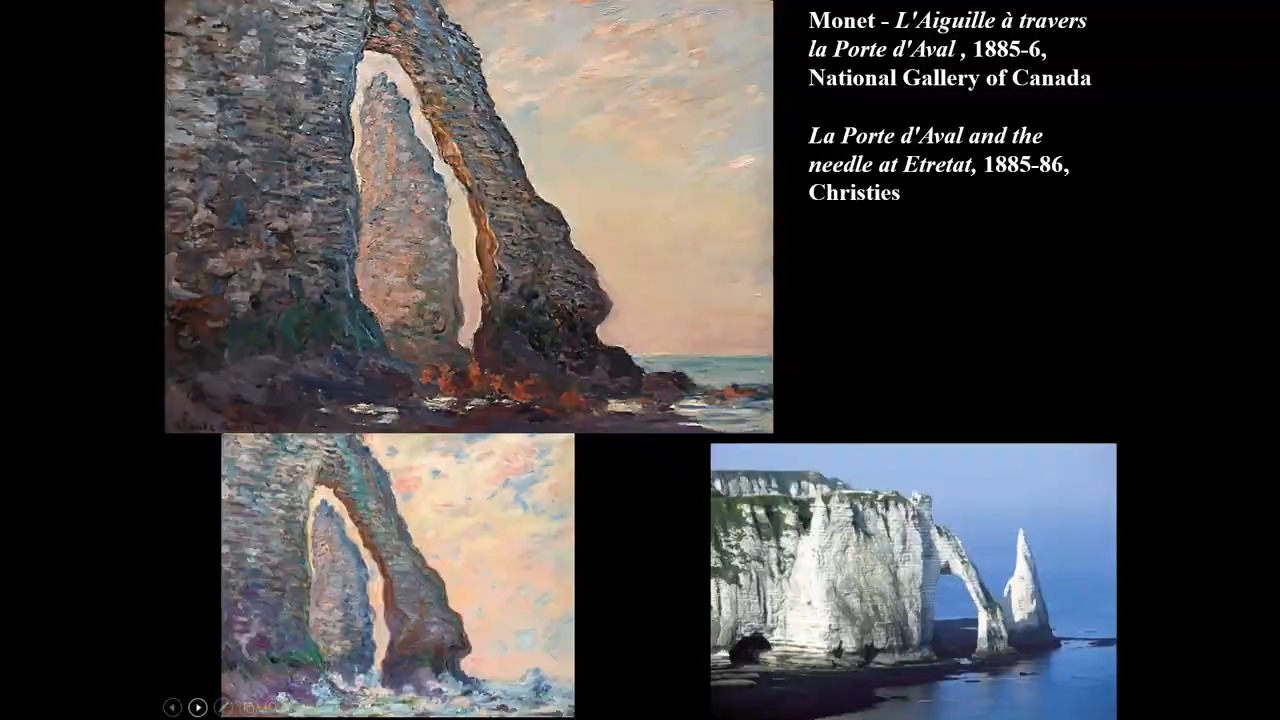 Monet - L'Aiguille à travers
la Porte d'Aval , 1885-6,
National Gallery of Canada
La Porte d'Aval and the
needle at Etretat, 1885-86,
Christies